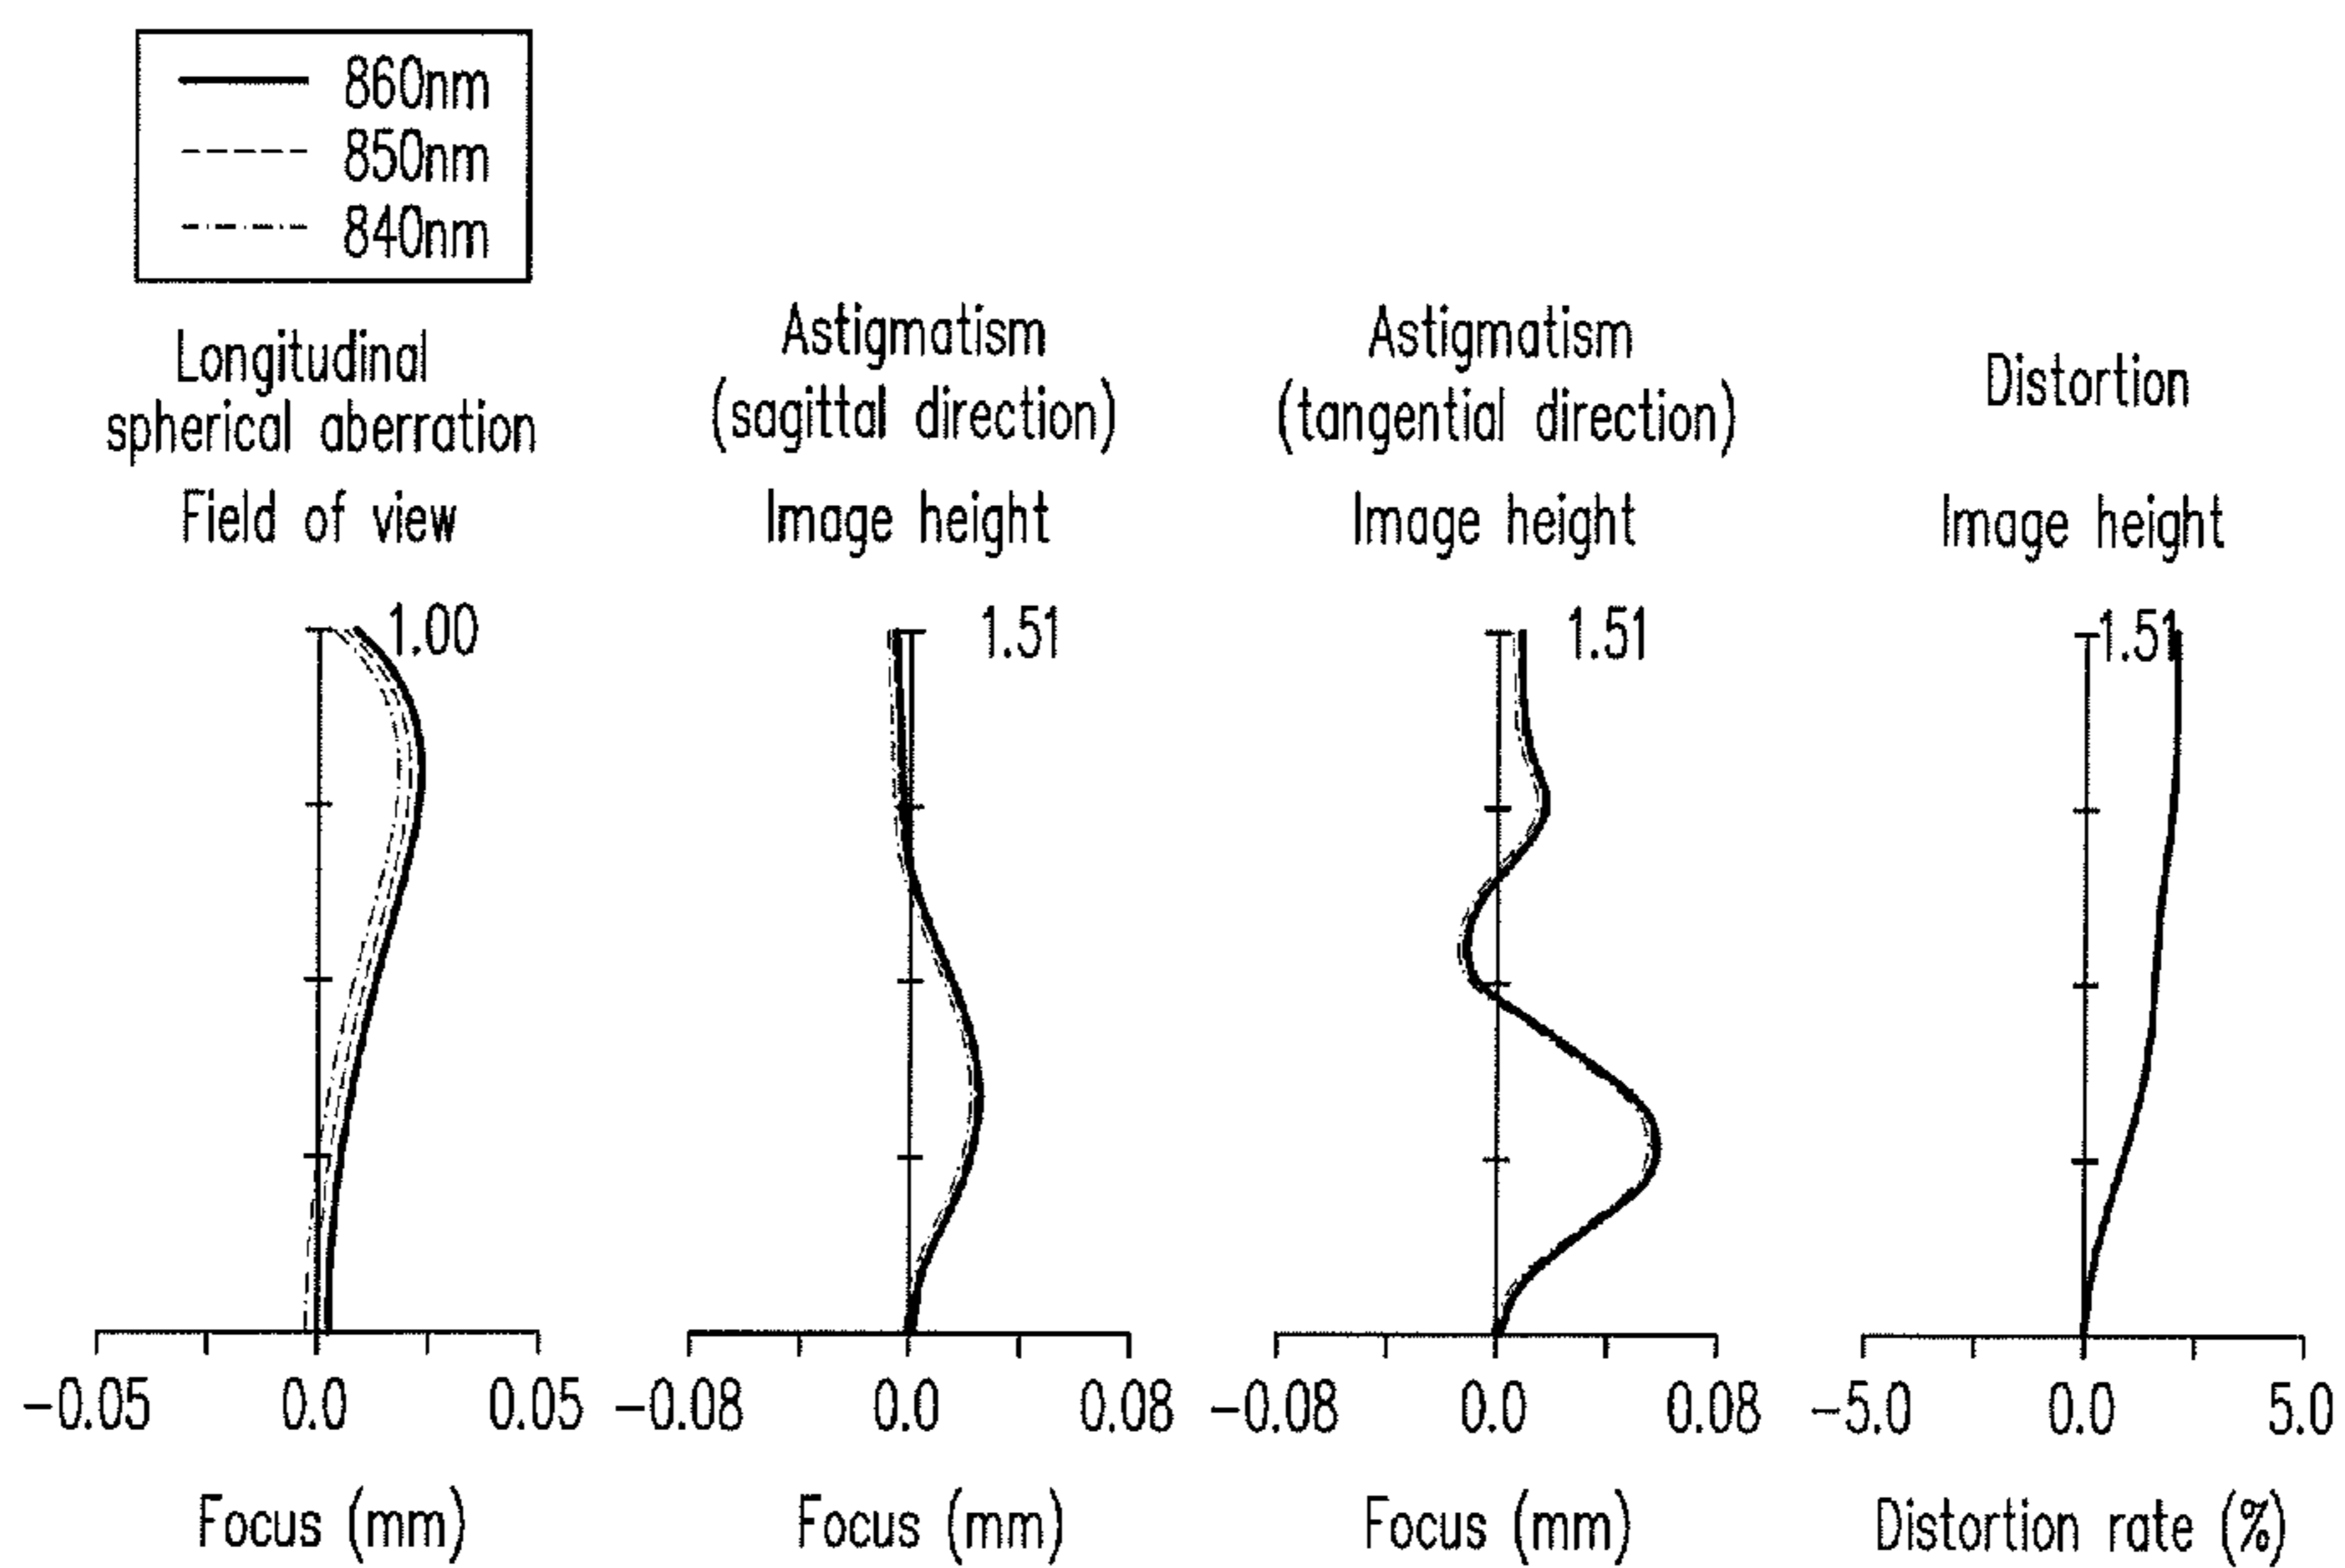 860nm
850nm
840nm
Longitudinal
spherical aberration
Field of view
1.00
-0.05 0.0 0.05
Focus (mm)
Astigmatism
(sagittal direction)
Image height
1.51
-0.08 0.0 0.08
Focus (mm)
Astigmatism
(tangential direction)
Image height
1.51
-0.08 0.0 0.08
Focus (mm)
Distortion
Image height
1.51
-5.0 0.0 5.0
Distortion rate (%)